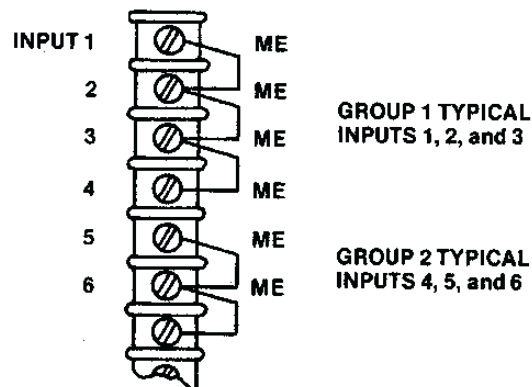 INPUT 1 ME
2 ME
GROUP 1 TYPICAL
INPUTS 1, 2, and 3
3 ME
4 ME
5 ME
GROUP 2 TYPICAL
INPUTS 4, 5, and 6
6 ME